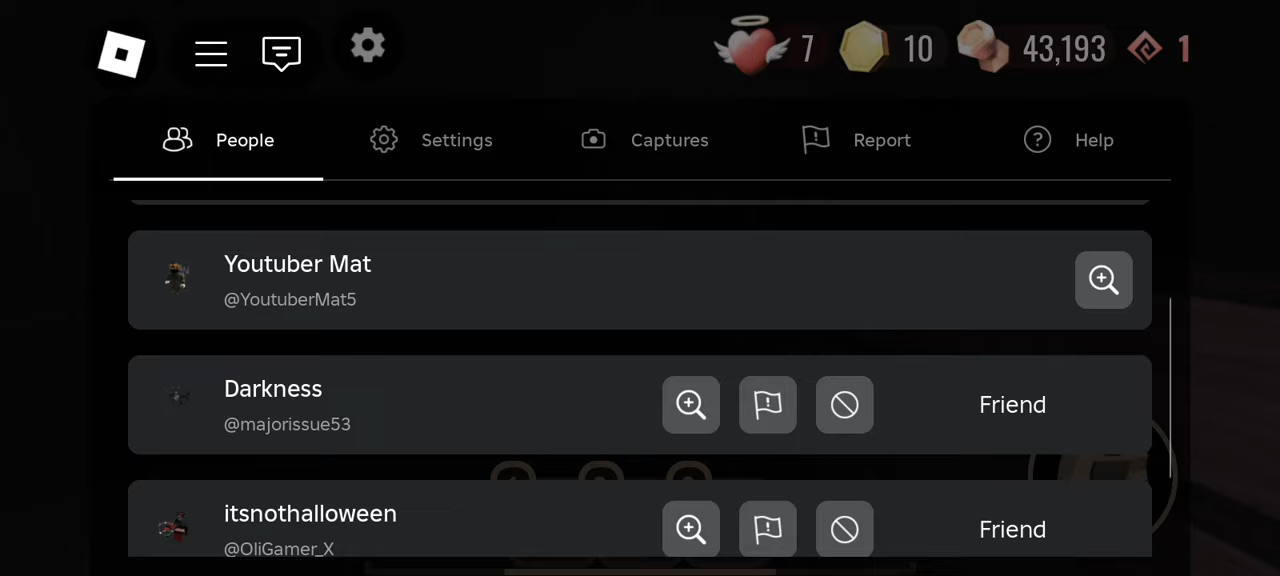 7 10 43,193 1
People Settings Captures Report Help
Youtuber Mat
@YoutuberMat5
Darkness
@majorissue53
Friend
itsnothalloween
@OliGamer_X
Friend